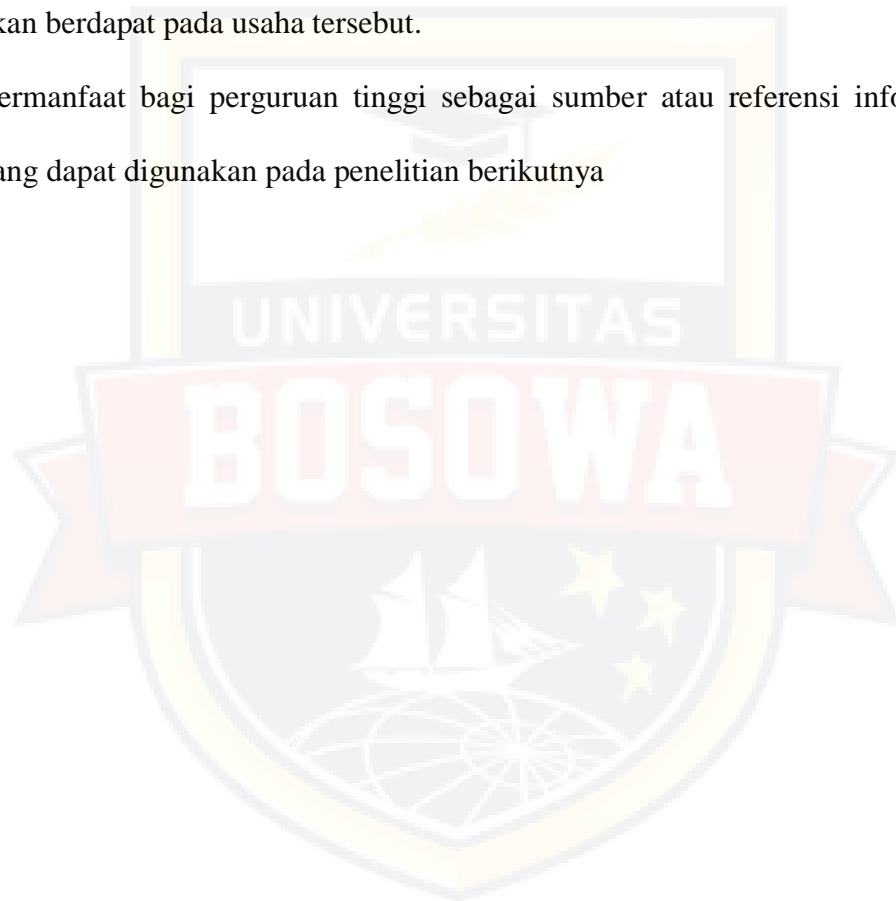 kan berdapat pada usaha tersebut.
ermanfaat bagi perguruan tinggi sebagai sumber atau referensi info
ang dapat digunakan pada penelitian berikutnya
UNIVERSITAS
BOSOWA